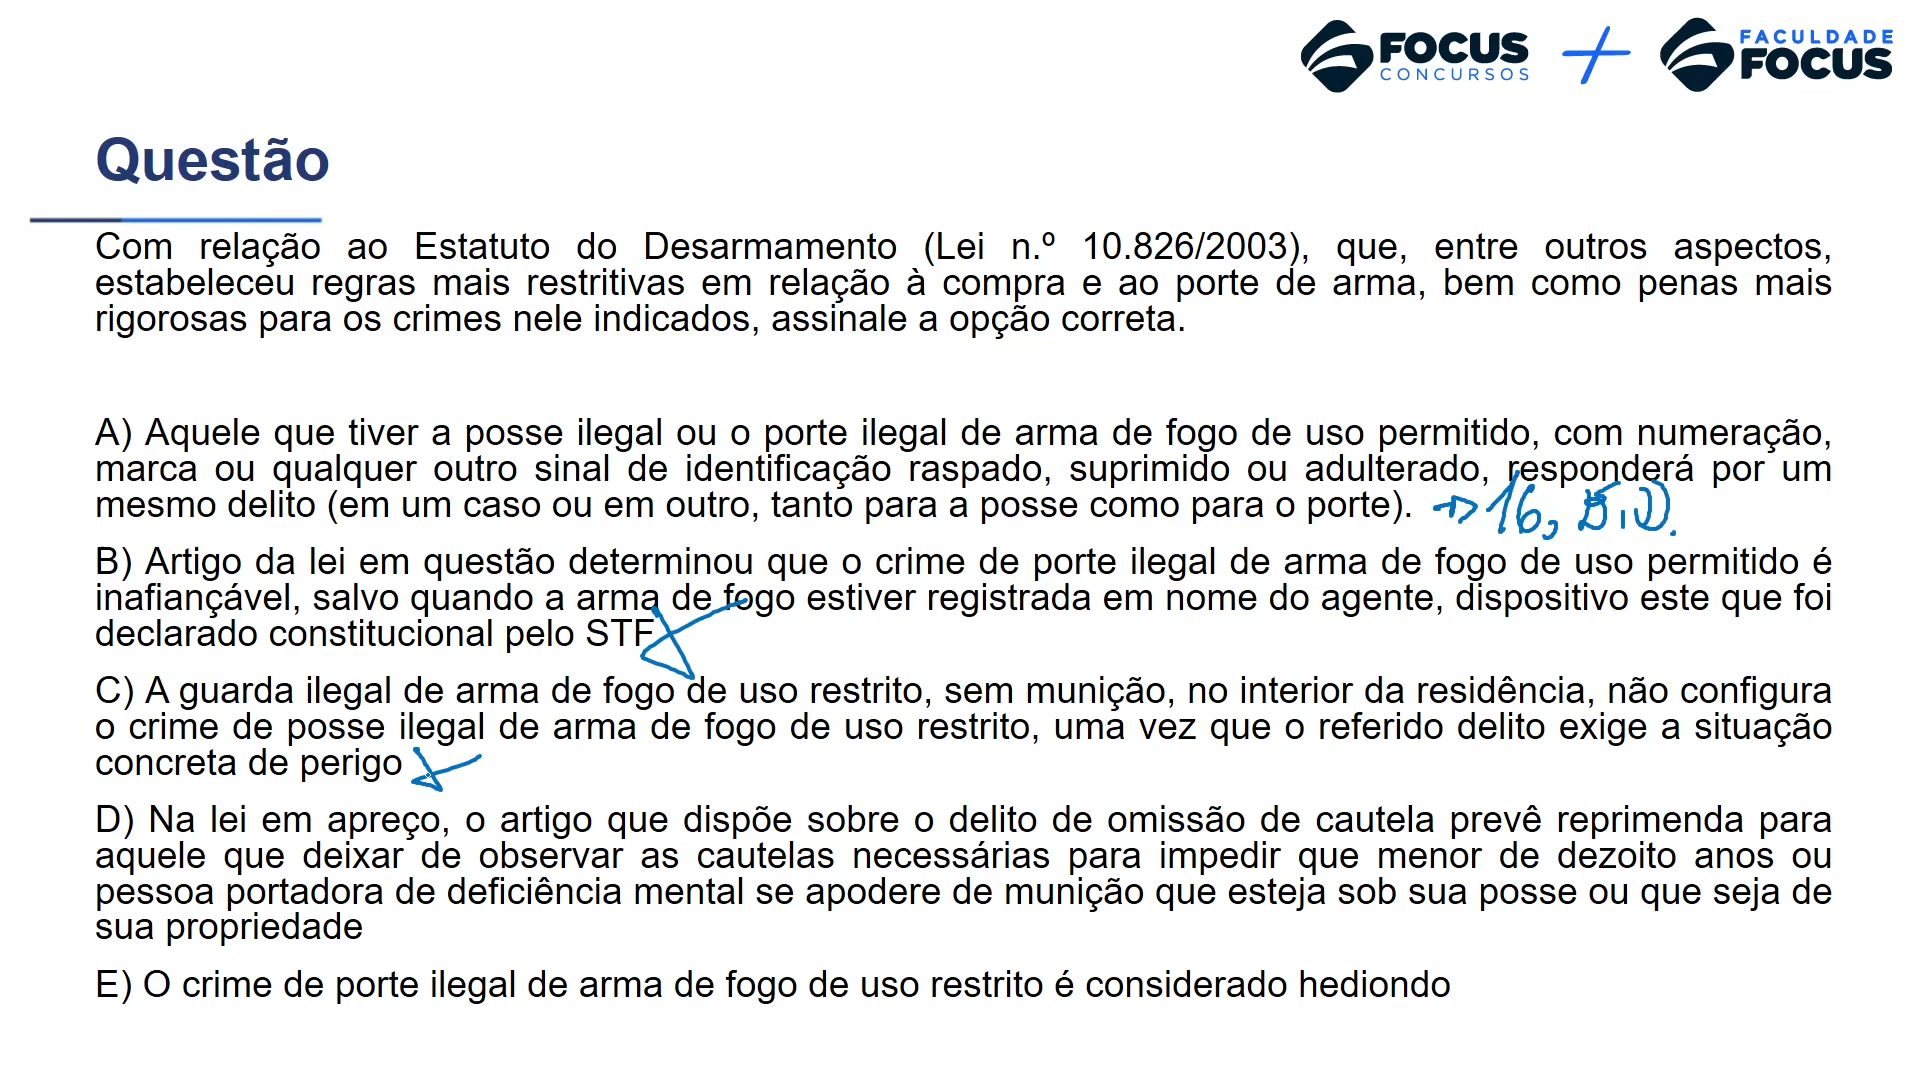 FOCUS
CONCURSOS
FACULDADE
FOCUS
Questão
Com relação ao Estatuto do Desarmamento (Lei n.º 10.826/2003), que, entre outros aspectos,
estabeleceu regras mais restritivas em relação à compra e ao porte de arma, bem como penas mais
rigorosas para os crimes nele indicados, assinale a opção correta.
A) Aquele que tiver a posse ilegal ou o porte ilegal de arma de fogo de uso permitido, com numeração,
marca ou qualquer outro sinal de identificação raspado, suprimido ou adulterado, responderá por um
mesmo delito (em um caso ou em outro, tanto para a posse como para o porte). → 16,
B) Artigo da lei em questão determinou que o crime de porte ilegal de arma de fogo de uso permitido é
inafiançável, salvo quando a arma de fogo estiver registrada em nome do agente, dispositivo este que foi
declarado constitucional pelo STF
C) A guarda ilegal de arma de fogo de uso restrito, sem munição, no interior da residência, não configura
o crime de posse ilegal de arma de fogo de uso restrito, uma vez que o referido delito exige a situação
concreta de perigo
D) Na lei em apreço, o artigo que dispõe sobre o delito de omissão de cautela prevê reprimenda para
aquele que deixar de observar as cautelas necessárias para impedir que menor de dezoito anos ou
pessoa portadora de deficiência mental se apodere de munição que esteja sob sua posse ou que seja de
sua propriedade
E) O crime de porte ilegal de arma de fogo de uso restrito é considerado hediondo